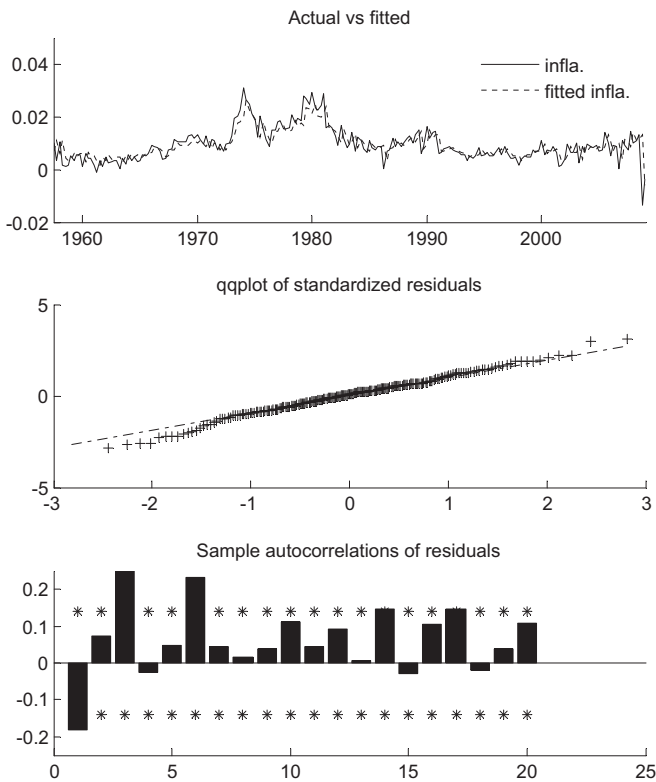 Actual vs fitted
0.04
0.02
0
-0.02
infla.
fitted infla.
1960 1970 1980 1990 2000
qqplot of standardized residuals
5
0
-5
-3 -2 -1 0 1 2 3
Sample autocorrelations of residuals
0.2
0.1
0
-0.1
-0.2
0 5 10 15 20 25